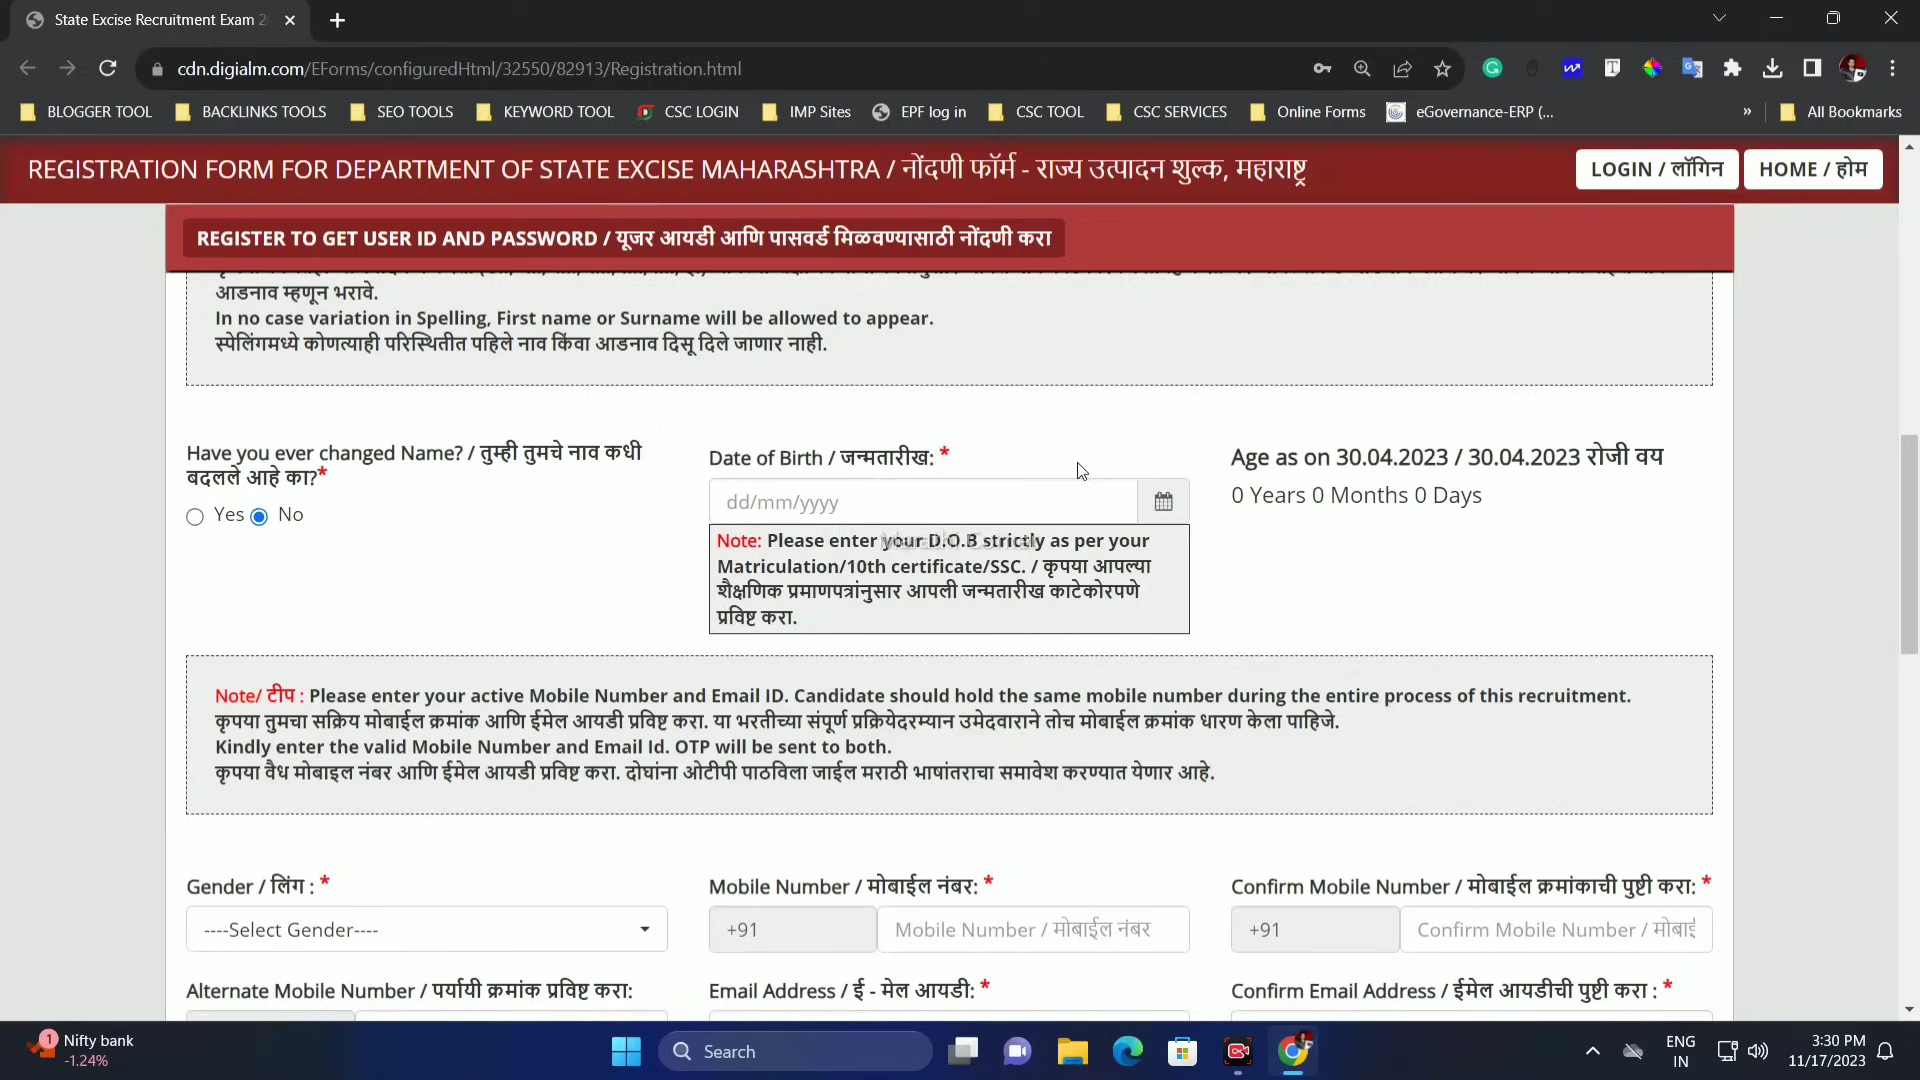 State Excise Recruitment Exam 2
cdn.digialm.com/EForms/configuredHtml/32550/82913/Registration.html
BLOGGER TOOL BACKLINKS TOOLS SEO TOOLS KEYWORD TOOL CSC LOGIN IMP Sites EPF log in CSC TOOL CSC SERVICES Online Forms eGovernance-ERP (... » All Bookmarks
REGISTRATION FORM FOR DEPARTMENT OF STATE EXCISE MAHARASHTRA / नोंदणी फॉर्म - राज्य उत्पादन शुल्क, महाराष्ट्र LOGIN / लॉगिन HOME / होम
REGISTER TO GET USER ID AND PASSWORD / यूजर आयडी आणि पासवर्ड मिळवण्यासाठी नोंदणी करा
आडनाव म्हणून भरावे.
In no case variation in Spelling, First name or Surname will be allowed to appear.
स्पेलिंगमध्ये कोणत्याही परिस्थितीत पहिले नाव किंवा आडनाव दिसू दिले जाणार नाही.
Have you ever changed Name? / तुम्ही तुमचे नाव कधी
बदलले आहे का?*
Yes No
Date of Birth / जन्मतारीख: *
dd/mm/yyyy
Note: Please enter your D.O.B strictly as per your
Matriculation/10th certificate/SSC. / कृपया आपल्या
शैक्षणिक प्रमाणपत्रांनुसार आपली जन्मतारीख काटेकोरपणे
प्रविष्ट करा.
Age as on 30.04.2023 / 30.04.2023 रोजी वय
0 Years 0 Months 0 Days
Note/ टीप : Please enter your active Mobile Number and Email ID. Candidate should hold the same mobile number during the entire process of this recruitment.
कृपया तुमचा सक्रिय मोबाईल क्रमांक आणि ईमेल आयडी प्रविष्ट करा. या भरतीच्या संपूर्ण प्रक्रियेदरम्यान उमेदवाराने तोच मोबाईल क्रमांक धारण केला पाहिजे.
Kindly enter the valid Mobile Number and Email Id. OTP will be sent to both.
कृपया वैध मोबाइल नंबर आणि ईमेल आयडी प्रविष्ट करा. दोघांना ओटीपी पाठविला जाईल मराठी भाषांतराचा समावेश करण्यात येणार आहे.
Gender / लिंग : * Mobile Number / मोबाईल नंबर: * Confirm Mobile Number / मोबाईल क्रमांकाची पुष्टी करा: *
----Select Gender---- +91 Mobile Number / मोबाईल नंबर +91 Confirm Mobile Number / मोबाई
Alternate Mobile Number / पर्यायी क्रमांक प्रविष्ट करा: Email Address / ई - मेल आयडी: * Confirm Email Address / ईमेल आयडीची पुष्टी करा : *
1 Nifty bank
-1.24%
Search
ENG
IN
3:30 PM
11/17/2023